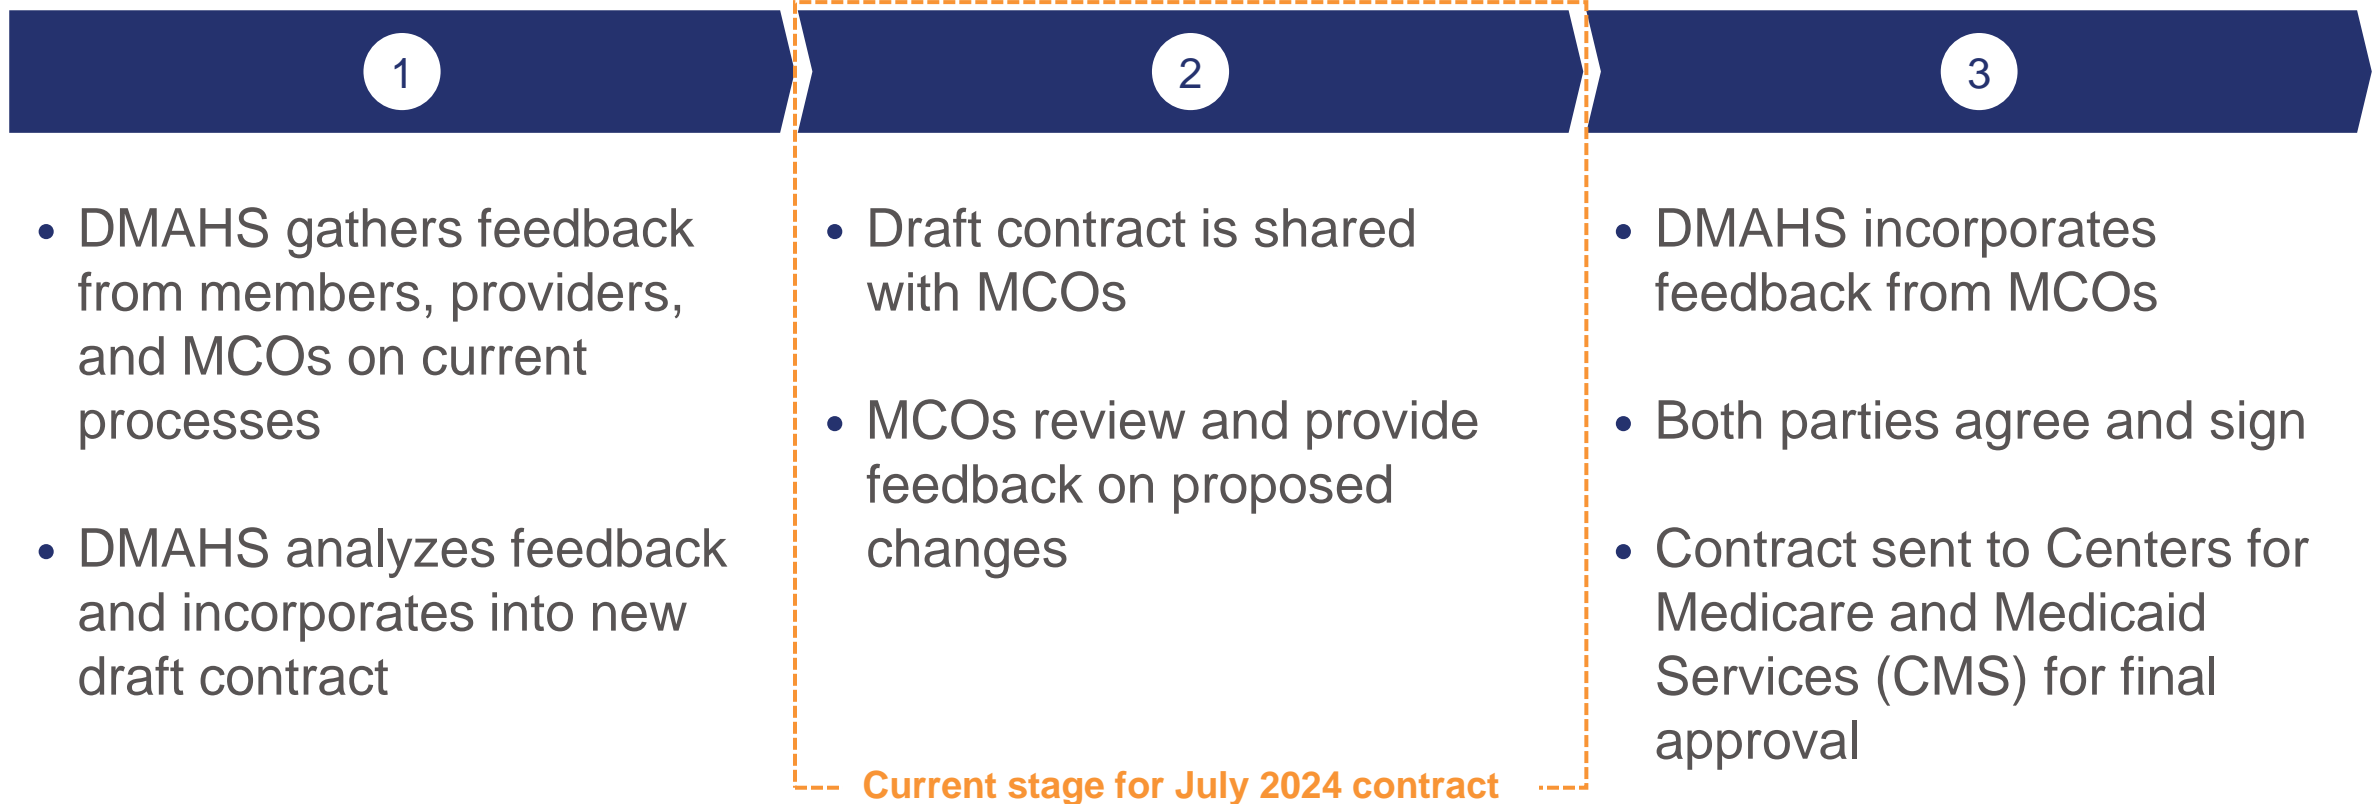 1
DMAHS gathers feedback
from members, providers,
and MCOs on current
processes
DMAHS analyzes feedback
and incorporates into new
draft contract
2
Draft contract is shared
with MCOs
MCOs review and provide
feedback on proposed
changes
Current stage for July 2024 contract
3
DMAHS incorporates
feedback from MCOs
Both parties agree and sign
Contract sent to Centers for
Medicare and Medicaid
Services (CMS) for final
approval